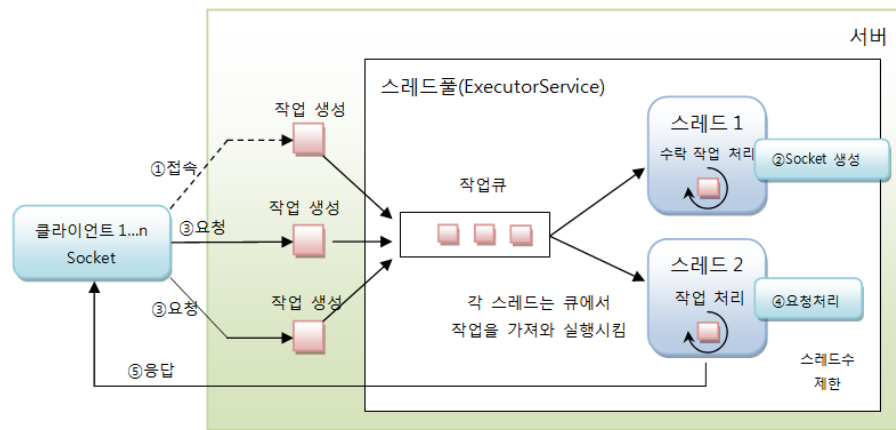 서버
스레드풀(ExecutorService)
작업 생성
스레드 1
수락 작업 처리
②Socket 생성
①접속
작업큐
작업 생성
클라이언트 1...n
Socket
③요청
스레드 2
작업 처리
④요청처리
작업 생성
③요청
각 스레드는 큐에서
작업을 가져와 실행시킴
⑤응답
스레드수
제한